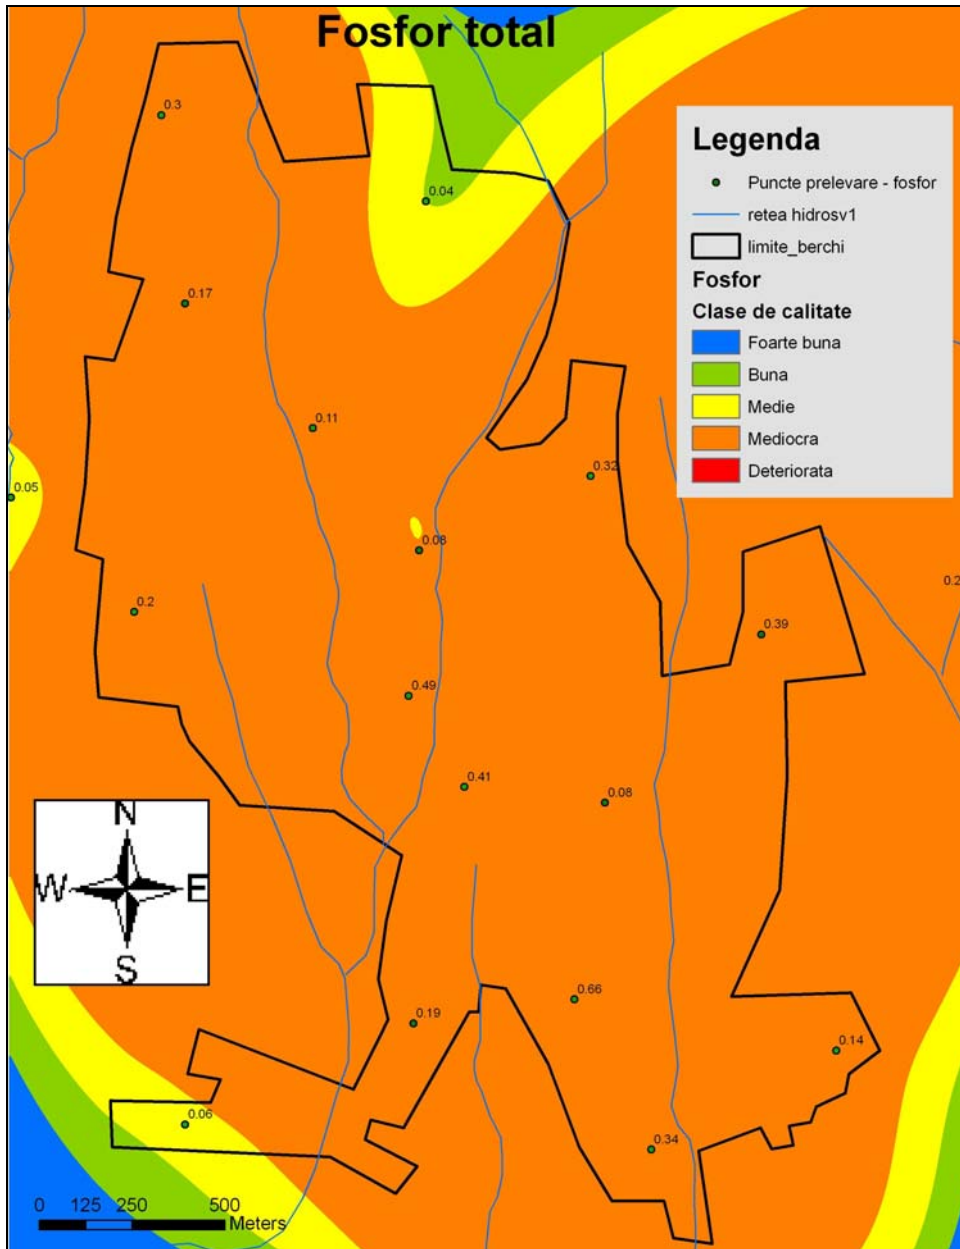 Fosfor total
0.3
0.04
Legenda
Puncte prelevare - fosfor
retea hidrosv1
limite_berchi
Fosfor
Clase de calitate
Foarte buna
Buna
Medie
Mediocra
Deteriorata
0.17
0.11
0.32
0.05
0.08
0.2
0.2
0.39
0.49
0.41
0.08
N
W E
S
0.66
0.19
0.14
0.06
0.34
0 125 250 500
Meters